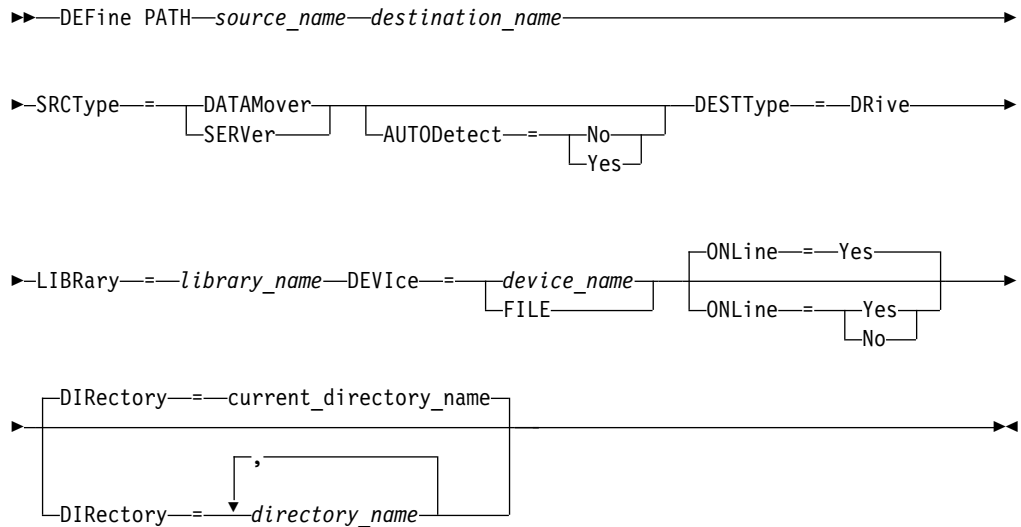 DEFine PATH source_name destination_name
SRCType = DATAMover DESTType = DRive
SERVer AUTODetect = No
Yes
ONLine = Yes
LIBRary = library_name DEVIce = device_name
FILE ONLine = Yes
No
DIRectory = current_directory_name
,
DIRectory = directory_name